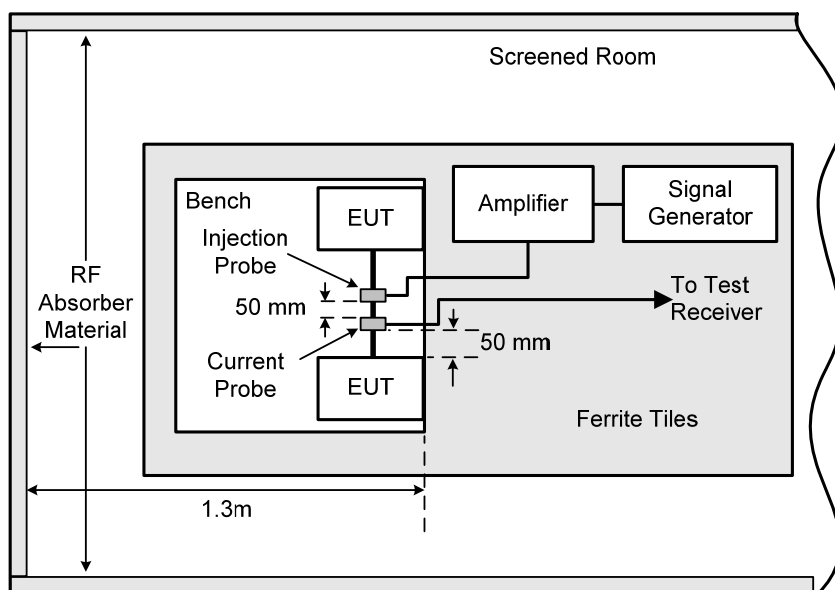 Screened Room
Bench
EUT
Amplifier
Signal
Generator
Injection
Probe
RF
Absorber
Material
50 mm
To Test
Receiver
Current
Probe
50 mm
EUT
Ferrite Tiles
1.3m